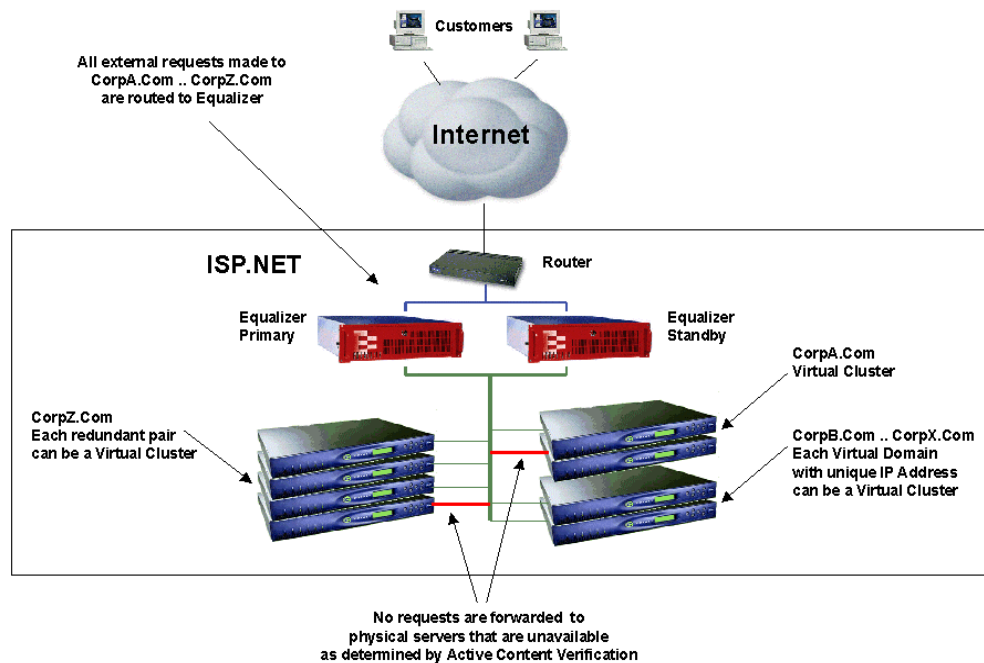 Customers
All external requests made to
CorpA.Com .. CorpZ.Com
are routed to Equalizer
Internet
ISP.NET
Router
Equalizer
Primary
Equalizer
Standby
CorpA.Com
Virtual Cluster
CorpZ.Com
Each redundant pair
can be a Virtual Cluster
CorpB.Com .. CorpX.Com
Each Virtual Domain
with unique IP Address
can be a Virtual Cluster
No requests are forwarded to
physical servers that are unavailable
as determined by Active Content Verification